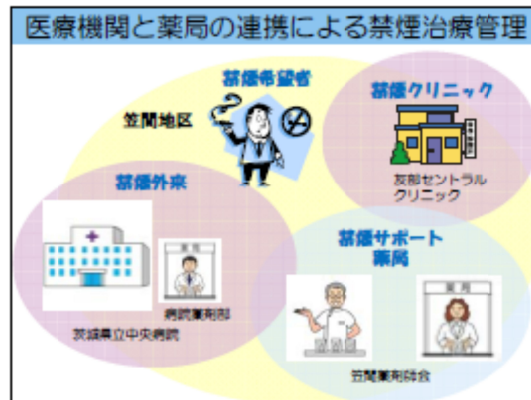 医療機関と薬局の連携による禁煙治療管理
禁煙希望者
禁煙クリニック
笠間地区
友部セントラル
クリニック
禁煙外来
禁煙サポート
薬局
薬局
病院薬剤部
薬局
茨城県立中央病院
笠間薬剤師会